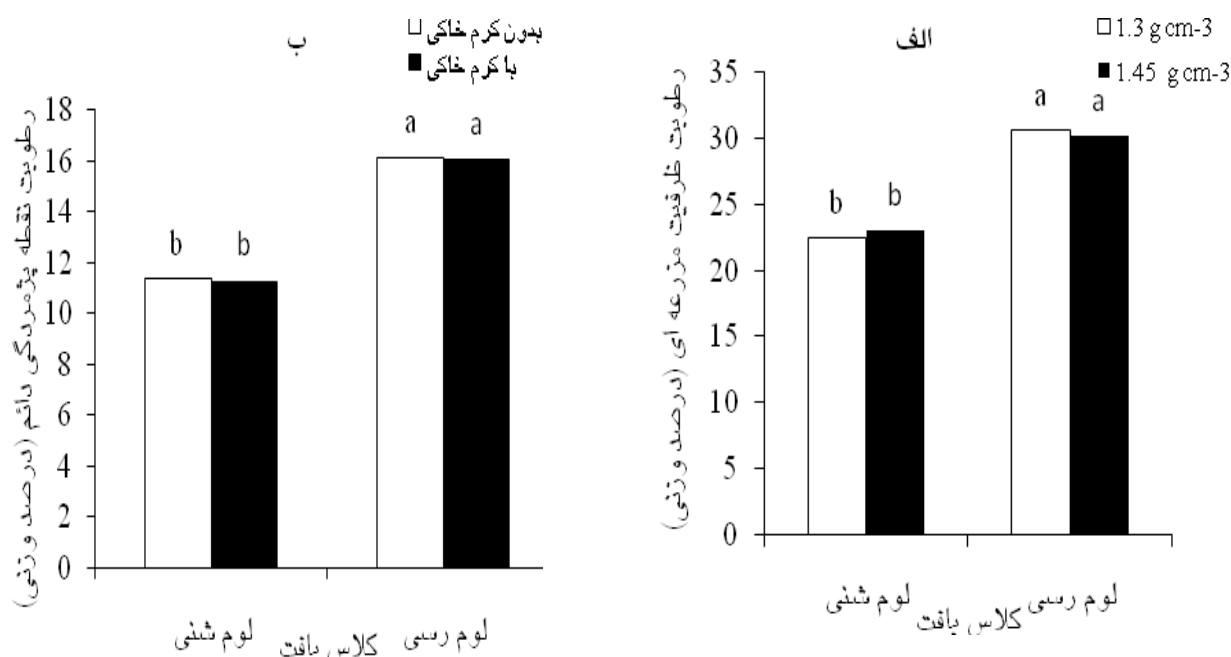 الف
1.3 g cm-3
1.45 g cm-3
رطوبت ظرفیت مزرعه ای (درصد وزنی)
35
30
25
20
15
10
5
0
b b a a
لوم شنی لوم رسی
کلاس بافت
ب
بدون کرم خاکی
با کرم خاکی
رطوبت نقطه پژمردگی دائم (درصد وزنی)
18
16
14
12
10
8
6
4
2
0
b b a a
لوم شنی لوم رسی
کلاس بافت